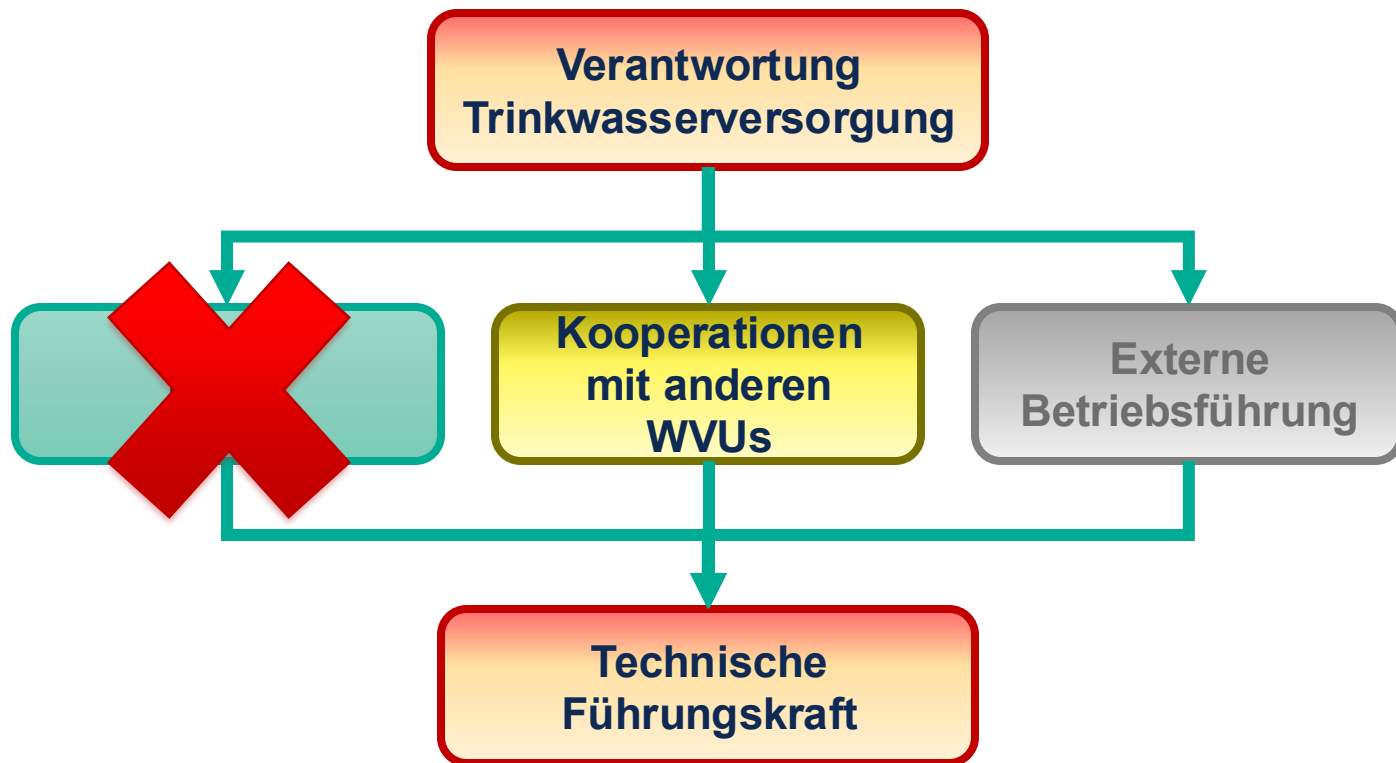 Verantwortung
Trinkwasserversorgung
Kooperationen
mit anderen
WVUs
Externe
Betriebsführung
Technische
Führungskraft